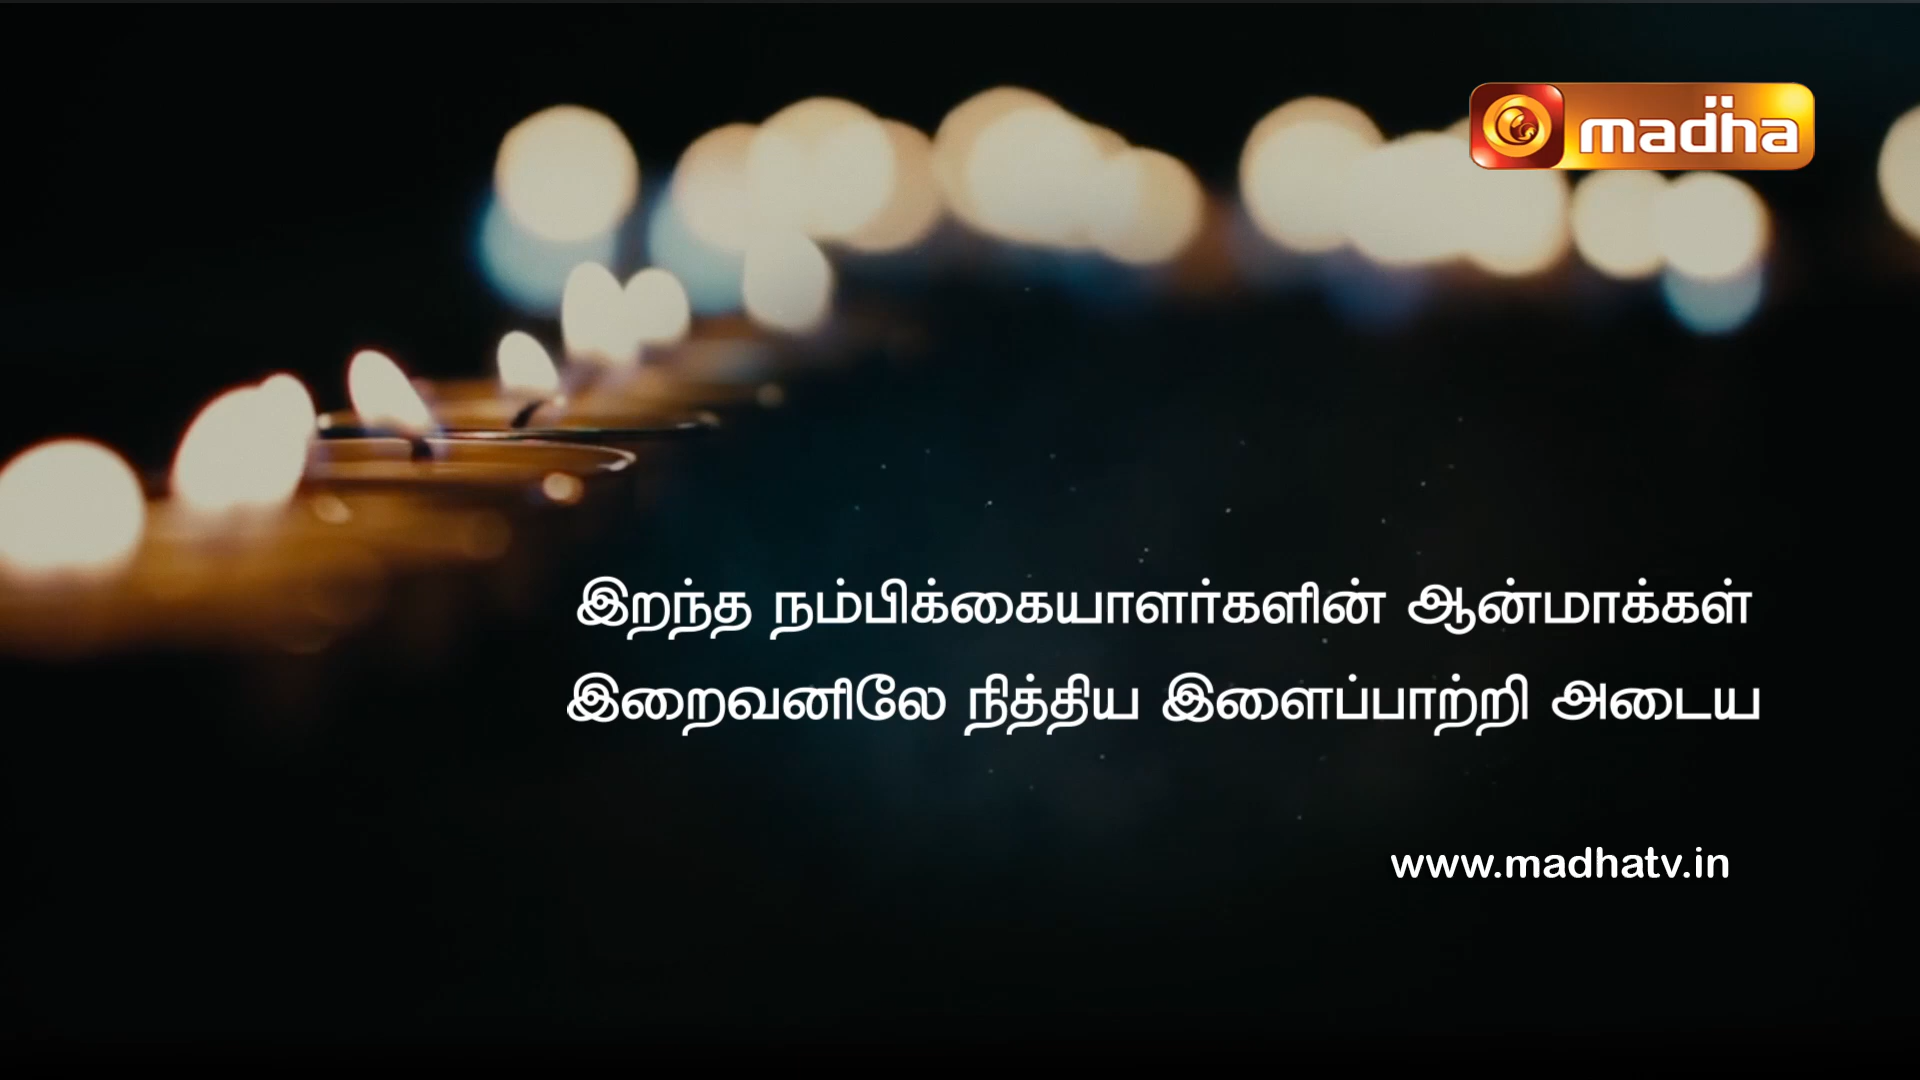 madha
இறந்த நம்பிக்கையாளர்களின் ஆன்மாக்கள்
இறைவனிலே நித்திய இளைப்பாற்றி அடைய
www.madhatv.in